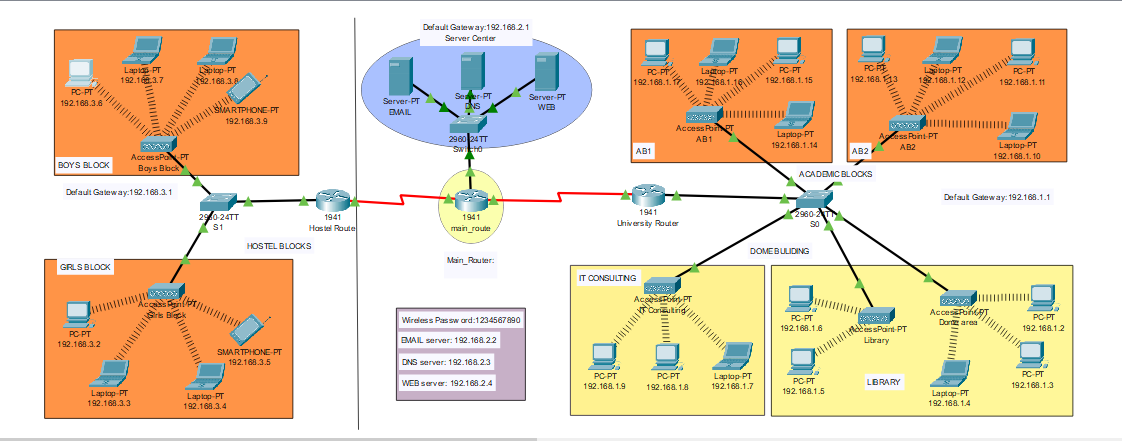 Default Gateway:192.168.2.1
Server Center
Server-PT
EMAIL
Server-PT
DNS
Server-PT
WEB
2960-24TT
Switch0
PC-PT
192.168.3.6
Laptop-PT
192.168.3.7
Laptop-PT
192.168.3.8
SMARTPHONE-PT
192.168.3.9
AccessPoint-PT
Boys Block
BOYS BLOCK
Default Gateway:192.168.3.1
2960-24TT
S1
1941
Hostel Route
HOSTEL BLOCKS
1941
main_route
Main_Router:
1941
University Router
PC-PT
192.168.1.17
Laptop-PT
192.168.1.16
PC-PT
192.168.1.15
Laptop-PT
192.168.1.14
AccessPoint-PT
AB1
AB1
PC-PT
192.168.1.13
Laptop-PT
192.168.1.12
PC-PT
192.168.1.11
Laptop-PT
192.168.1.10
AccessPoint-PT
AB2
AB2
ACADEMIC BLOCKS
Default Gateway:192.168.1.1
2960-24TT
S0
DOME BULIDING
GIRLS BLOCK
AccessPoint-PT
Girls Block
PC-PT
192.168.3.2
Laptop-PT
192.168.3.3
Laptop-PT
192.168.3.4
SMARTPHONE-PT
192.168.3.5
Wireless Password:1234567890
EMAIL server: 192.168.2.2
DNS server: 192.168.2.3
WEB server: 192.168.2.4
IT CONSULTING
AccessPoint-PT
IT Consulting
PC-PT
192.168.1.9
PC-PT
192.168.1.8
Laptop-PT
192.168.1.7
PC-PT
192.168.1.6
PC-PT
192.168.1.5
AccessPoint-PT
Library
LIBRARY
AccessPoint-PT
Dome area
PC-PT
192.168.1.2
PC-PT
192.168.1.3
Laptop-PT
192.168.1.4